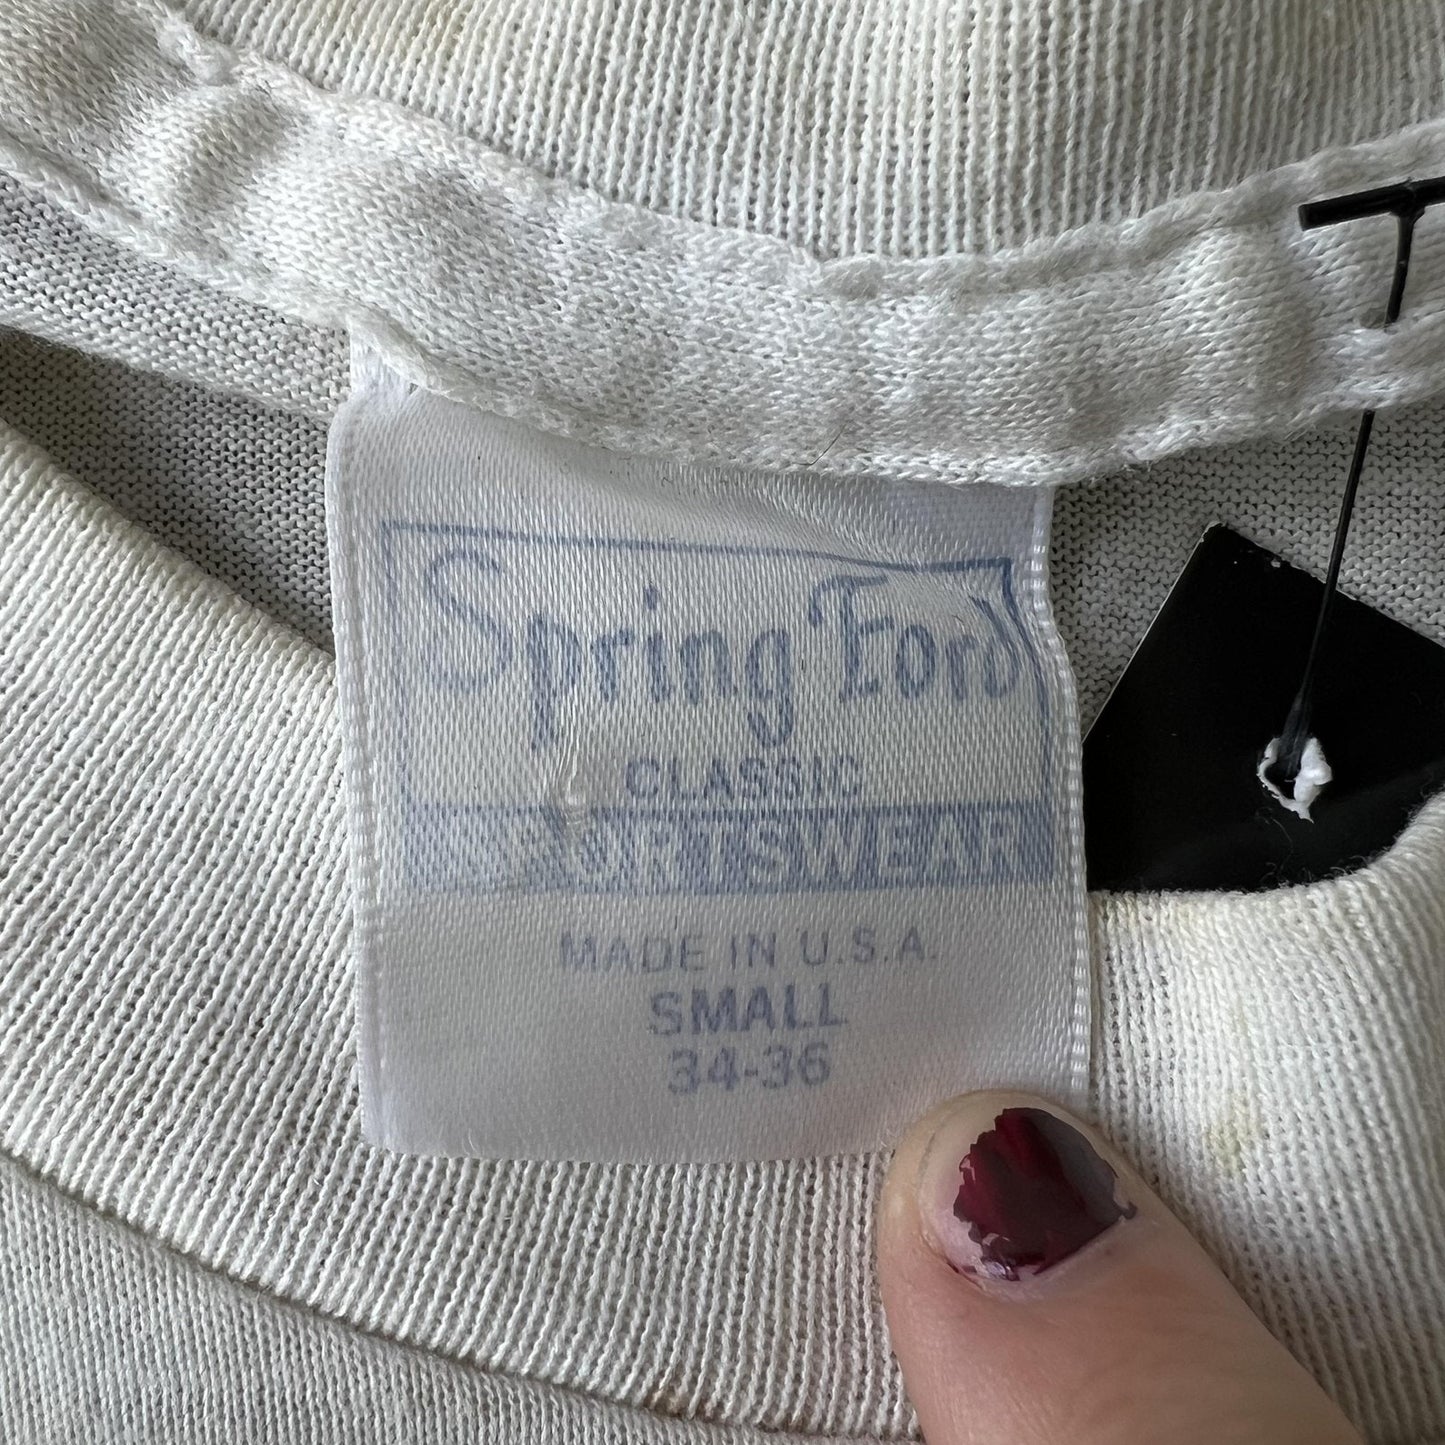 Spring Ford
CLASSIC
SPORTSWEAR
MADE IN U.S.A.
SMALL
34-36